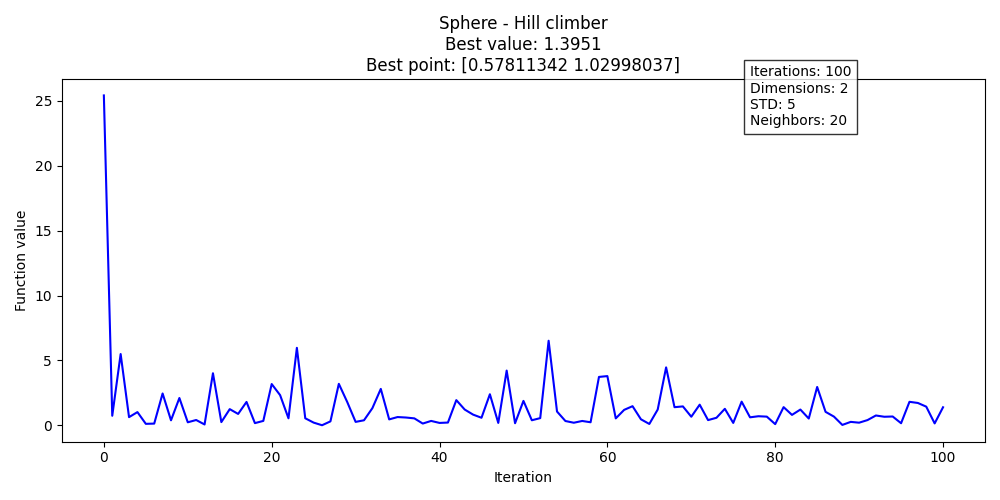 Sphere - Hill climber
Best value: 1.3951
Best point: [0.57811342 1.02998037]
Iterations: 100
Dimensions: 2
STD: 5
Neighbors: 20
Function value
25
20
15
10
5
0
0 20 40 60 80 100
Iteration